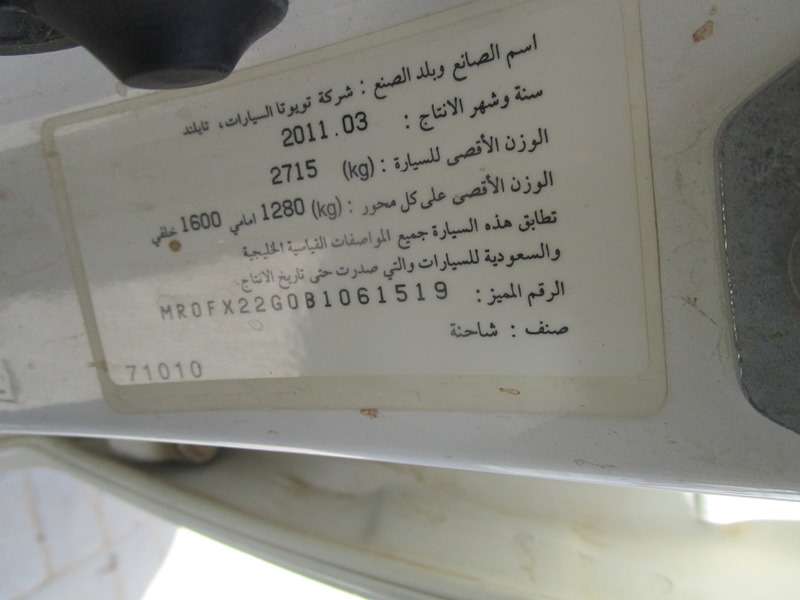 اسم الصانع وبلد الصنع : شركة تويوتا السيارات، تايلند
سنة وشهر الانتاج : 2011.03
الوزن الأقصى للسيارة : (kg) 2715
الوزن الأقصى على كل محور : (kg) 1280 امامي 1600 خلفي
تطابق هذه السيارة جميع المواصفات القياسية الخليجية
والسعودية للسيارات والتي صدرت حتى تاريخ الانتاج.
الرقم المميز : MR0FX22G0B1061519
صنف : شاحنة
71010